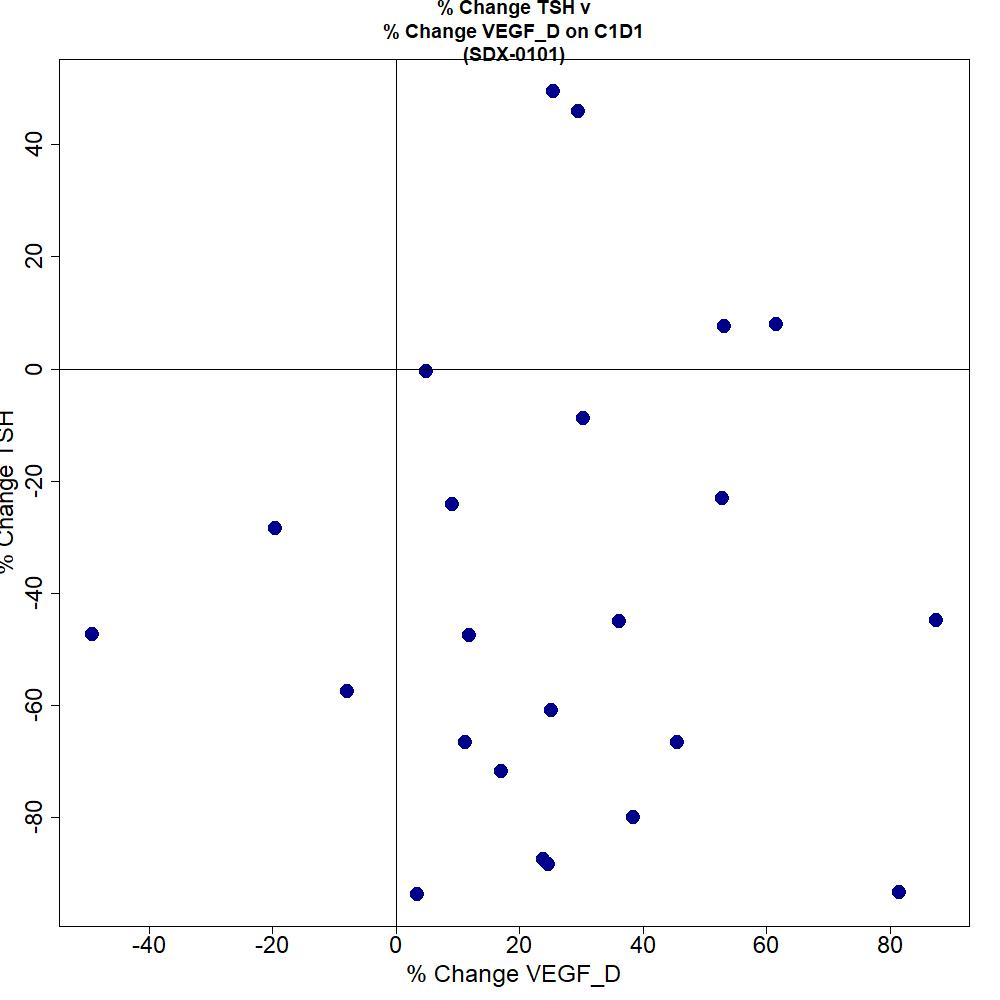 % Change TSH v
% Change VEGF_D on C1D1
(SDX-0101)
% Change TSH
40
20
0
-20
-40
-60
-80
-40 -20 0 20 40 60 80
% Change VEGF_D